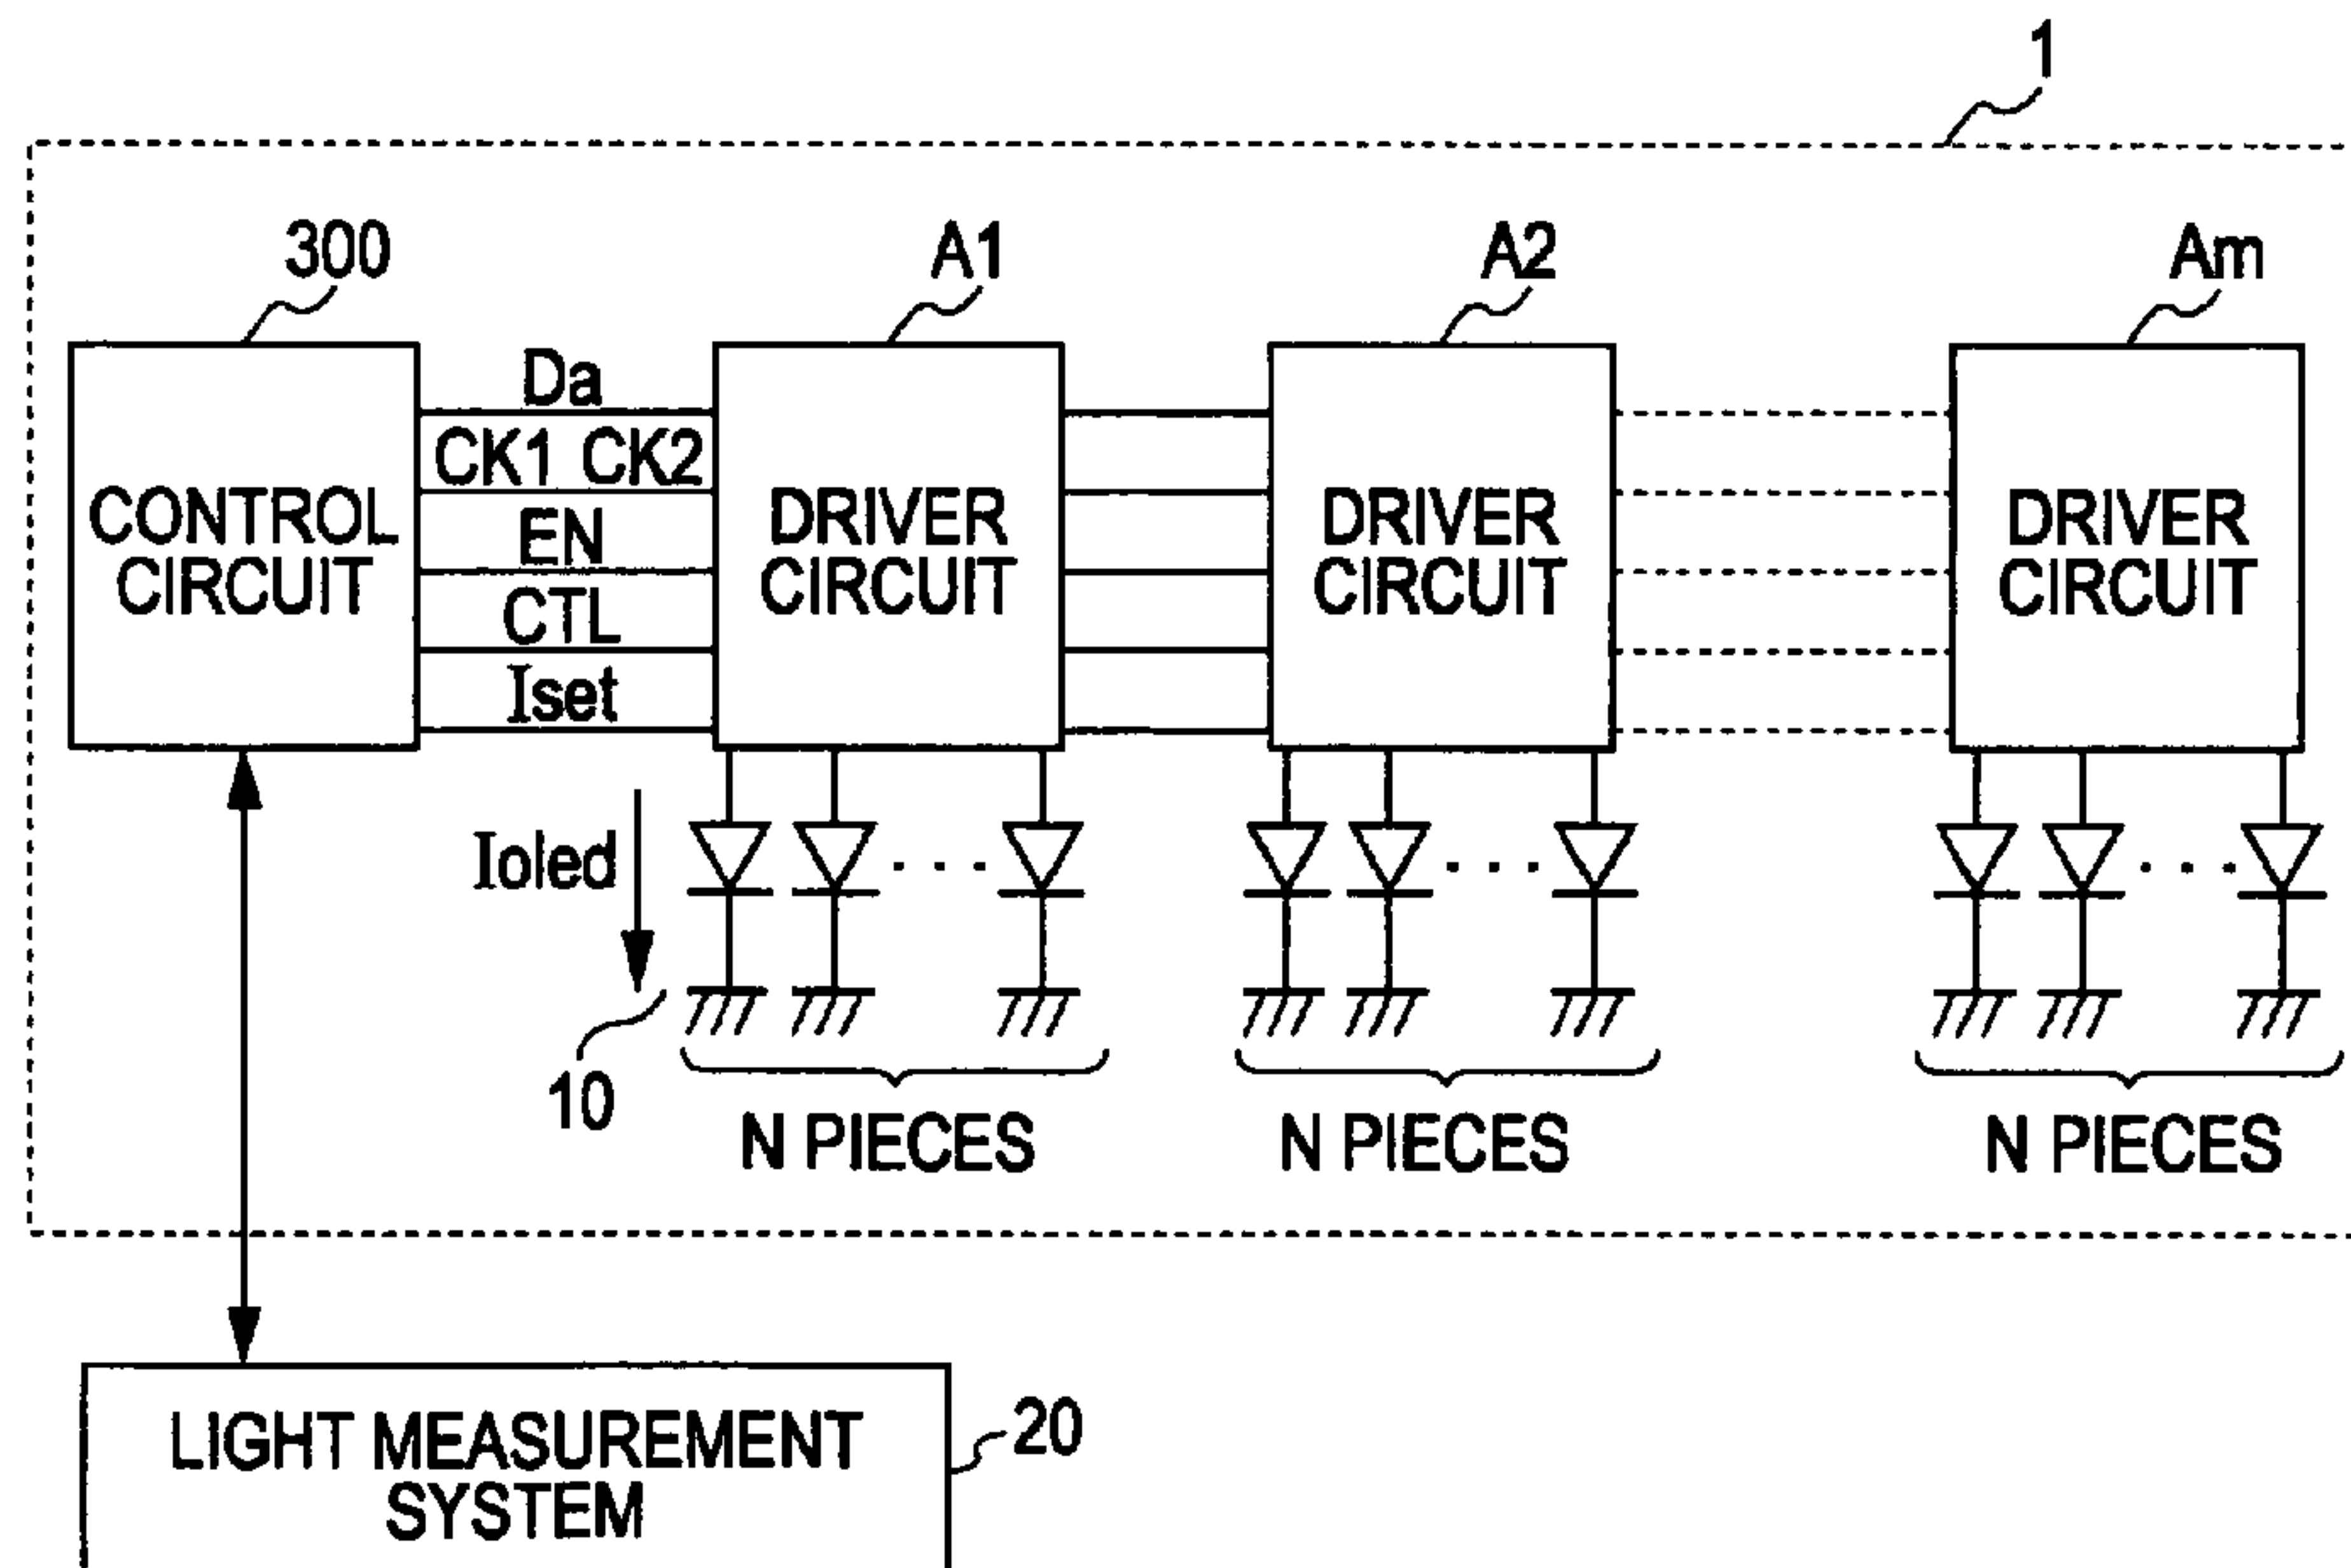 1
300
A1
A2
Am
Da
CK1 CK2
EN
CTL
Iset
CONTROL
CIRCUIT
DRIVER
CIRCUIT
DRIVER
CIRCUIT
DRIVER
CIRCUIT
Ioled
10
N PIECES
N PIECES
N PIECES
LIGHT MEASUREMENT
SYSTEM
20